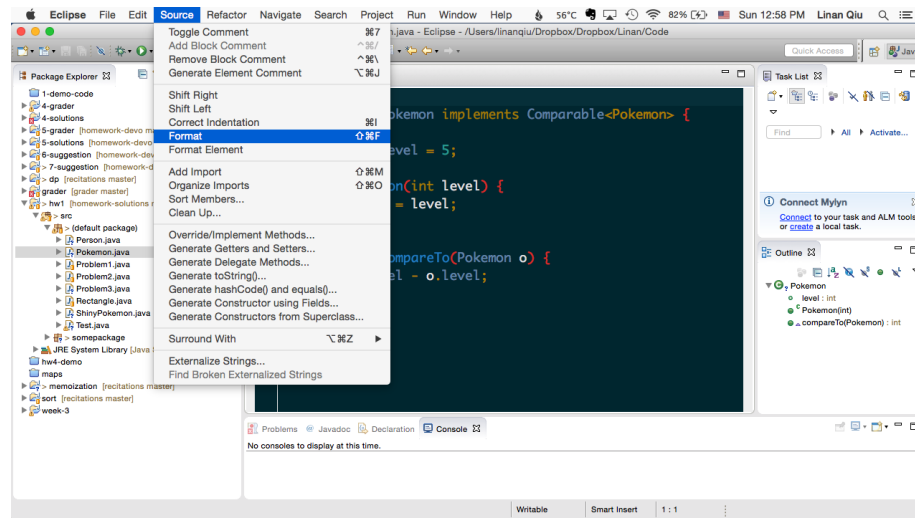 Eclipse File Edit Source Refactor Navigate Search Project Run Window Help 56°C 82% Sun 12:58 PM Linan Qiu
n.java - Eclipse - /Users/linanqiu/Dropbox/Dropbox/Linan/Code
Quick Access Jav
Toggle Comment ⌘7
Add Block Comment ^⌘/
Remove Block Comment ^⌘\
Generate Element Comment ⌥⌘J
Shift Right
Shift Left
Correct Indentation ⌘I
Format ⇧⌘F
Format Element
Add Import ⇧⌘M
Organize Imports ⇧⌘O
Sort Members...
Clean Up...
Override/Implement Methods...
Generate Getters and Setters...
Generate Delegate Methods...
Generate toString()...
Generate hashCode() and equals()...
Generate Constructor using Fields...
Generate Constructors from Superclass...
Surround With ⌥⌘Z
Externalize Strings...
Find Broken Externalized Strings
Package Explorer
1-demo-code
4-grader
4-solutions
5-grader [homework-devo m
5-solutions [homework-devo
6-suggestion [homework-dev
> 7-suggestion [homework-d
> dp [recitations master]
grader [grader master]
> hw1 [homework-solutions
> src
> (default package)
> Person.java
> Pokemon.java
Problem1.java
Problem2.java
Problem3.java
Rectangle.java
ShinyPokemon.java
Test.java
> somepackage
JRE System Library [Java
hw4-demo
maps
> memoization [recitations master]
sort [recitations master]
week-3
okemon implements Comparable<Pokemon> {
evel = 5;
on(int level) {
= level;
ompareTo(Pokemon o) {
el - o.level;
Task List
Find All Activate...
Connect Mylyn
Connect to your task and ALM tools
or create a local task.
Outline
Pokemon
level : int
Pokemon(int)
compareTo(Pokemon) : int
Problems Javadoc Declaration Console
No consoles to display at this time.
Writable Smart Insert 1 : 1